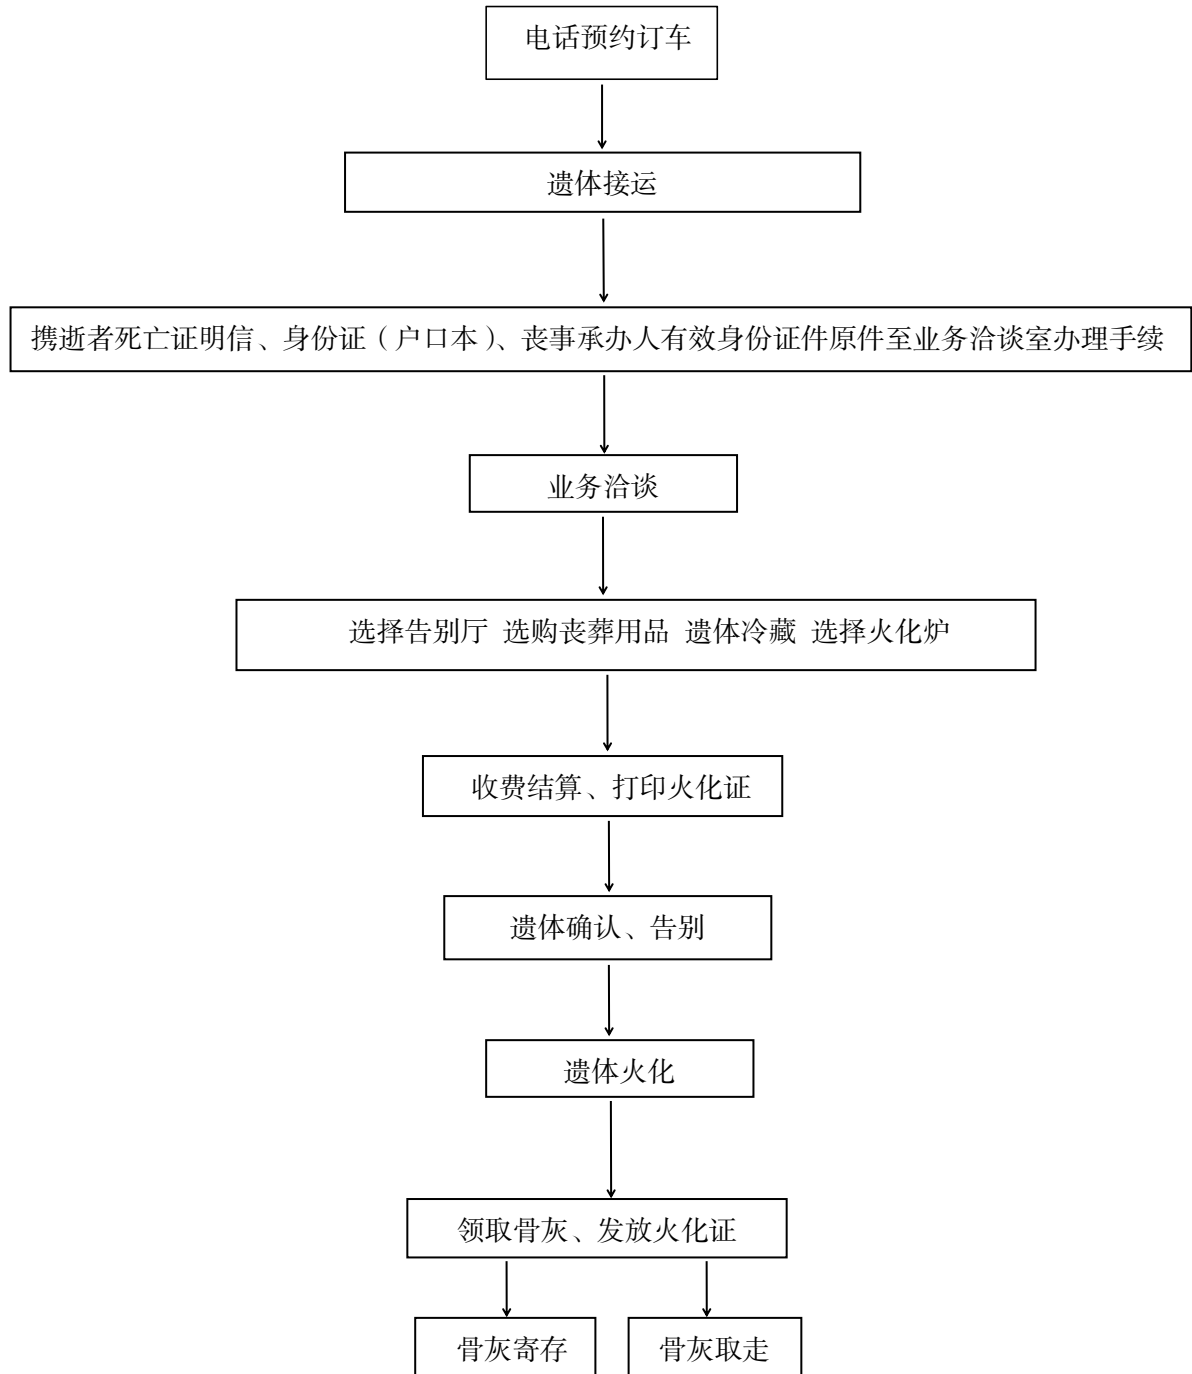 电话预约订车
遗体接运
携逝者死亡证明信、身份证（户口本）、丧事承办人有效身份证件原件至业务洽谈室办理手续
业务洽谈
选择告别厅 选购丧葬用品 遗体冷藏 选择火化炉
收费结算、打印火化证
遗体确认、告别
遗体火化
领取骨灰、发放火化证
骨灰寄存 骨灰取走